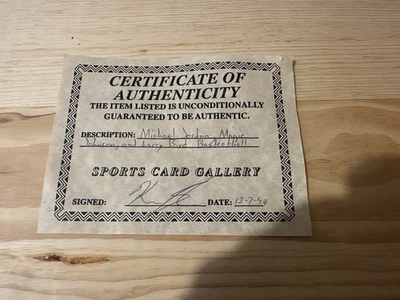 CERTIFICATE OF
AUTHENTICITY
THE ITEM LISTED IS UNCONDITIONALLY
GUARANTEED TO BE AUTHENTIC.
DESCRIPTION: Michael Jordan, Magic
Johnson, and Larry Bird Basketball
SPORTS CARD GALLERY
SIGNED: DATE: 12-7-90